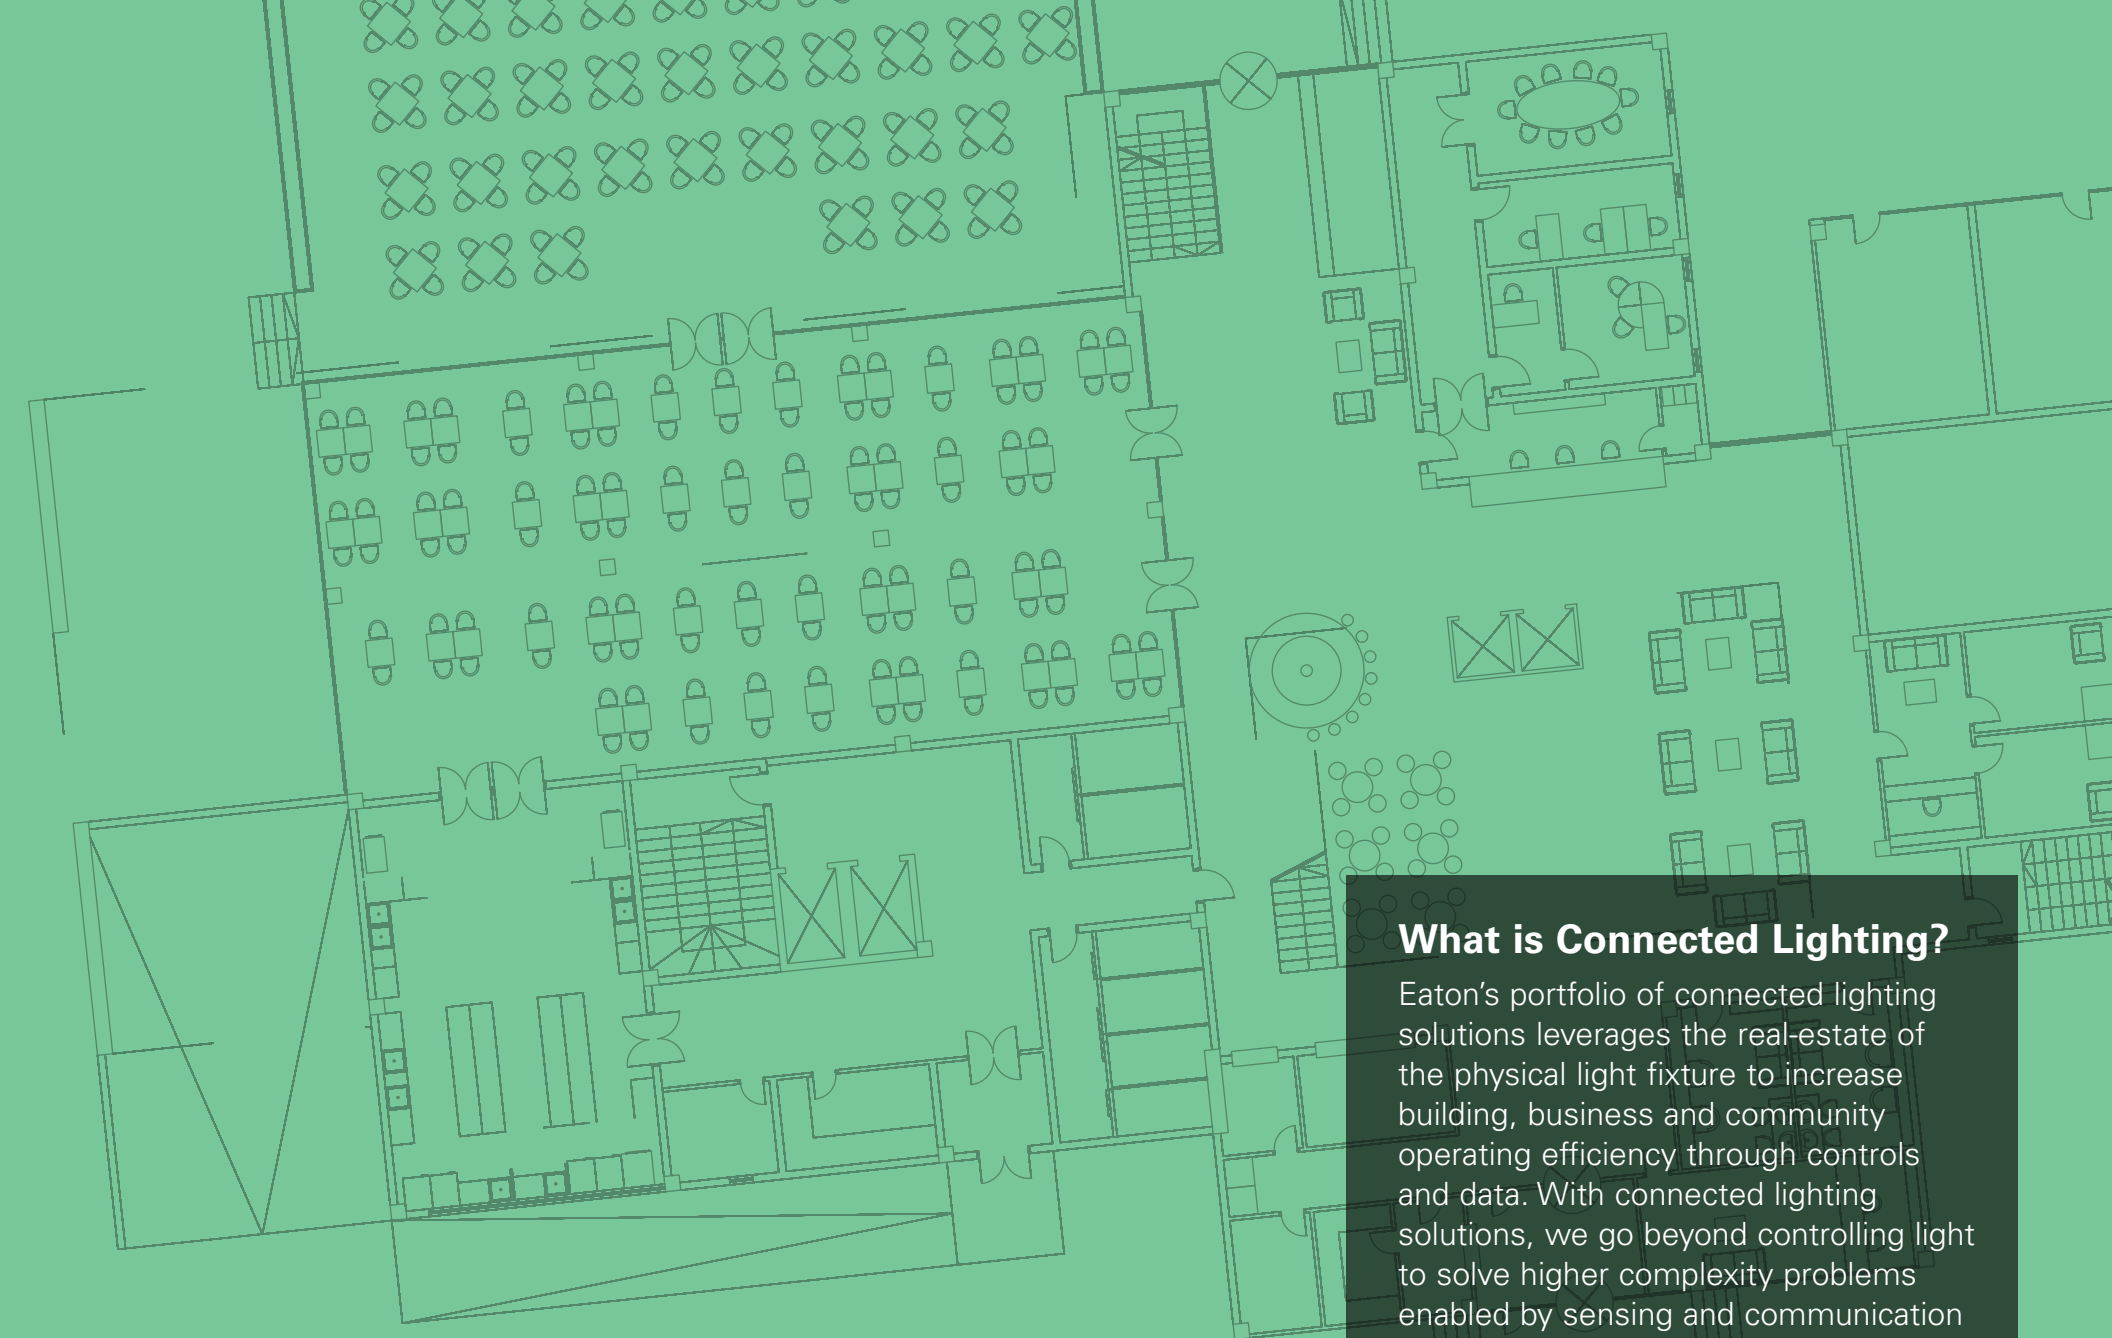 What is Connected Lighting?
Eaton’s portfolio of connected lighting
solutions leverages the real-estate of
the physical light fixture to increase
building, business and community
operating efficiency through controls
and data. With connected lighting
solutions, we go beyond controlling light
to solve higher complexity problems
enabled by sensing and communication